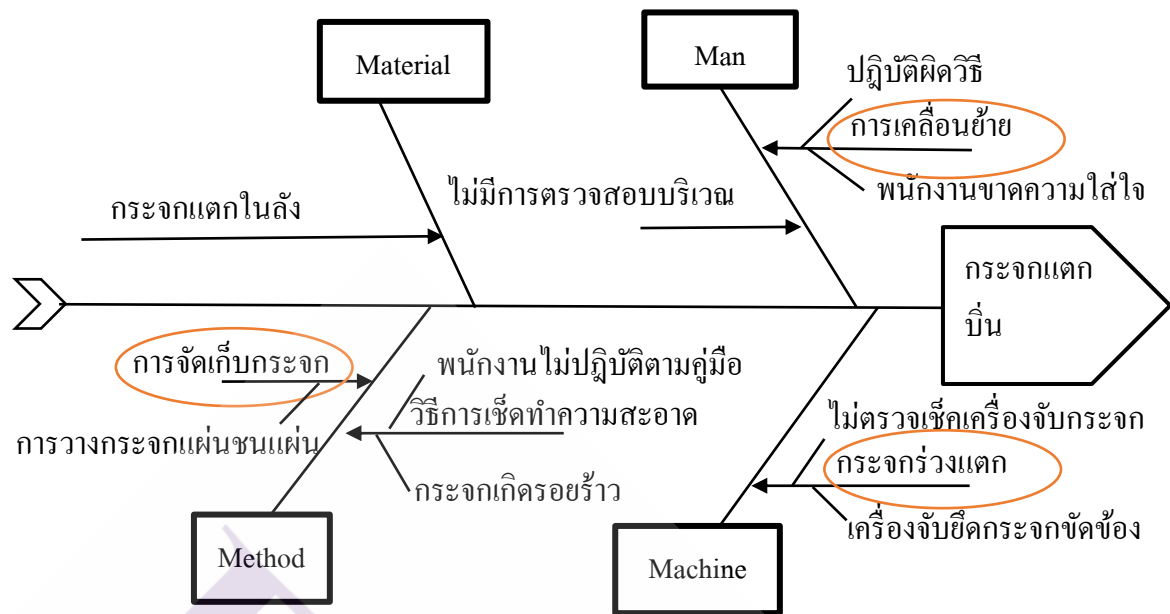 Material
Man
ปฎิบัติผิดวิธี
การเคลื่อนย้าย
พนักงานขาดความใส่ใจ
ไม่มีการตรวจสอบบริเวณ
กระจกแตกในลัง
กระจกแตก
บิ่น
การจัดเก็บกระจก
การวางกระจกแผ่นชนแผ่น
พนักงานไม่ปฎิบัติตามคู่มือ
วิธีการเช็ดทำความสะอาด
กระจกเกิดรอยร้าว
ไม่ตรวจเช็คเครื่องจับกระจก
กระจกร่วงแตก
เครื่องจับยึดกระจกขัดข้อง
Method
Machine